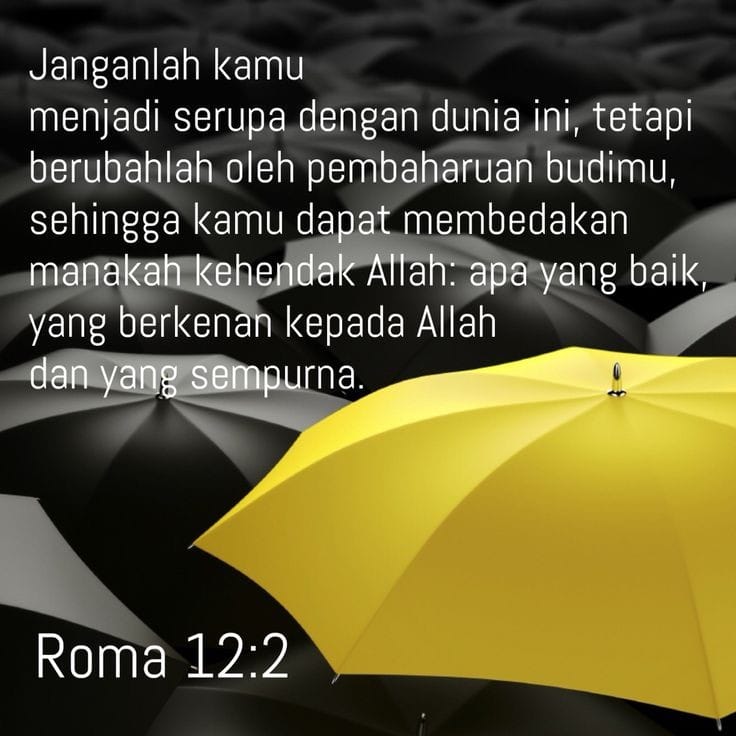 Janganlah kamu
menjadi serupa dengan dunia ini, tetapi
berubahlah oleh pembaharuan budimu,
sehingga kamu dapat membedakan
manakah kehendak Allah: apa yang baik,
yang berkenan kepada Allah
dan yang sempurna.
Roma 12:2